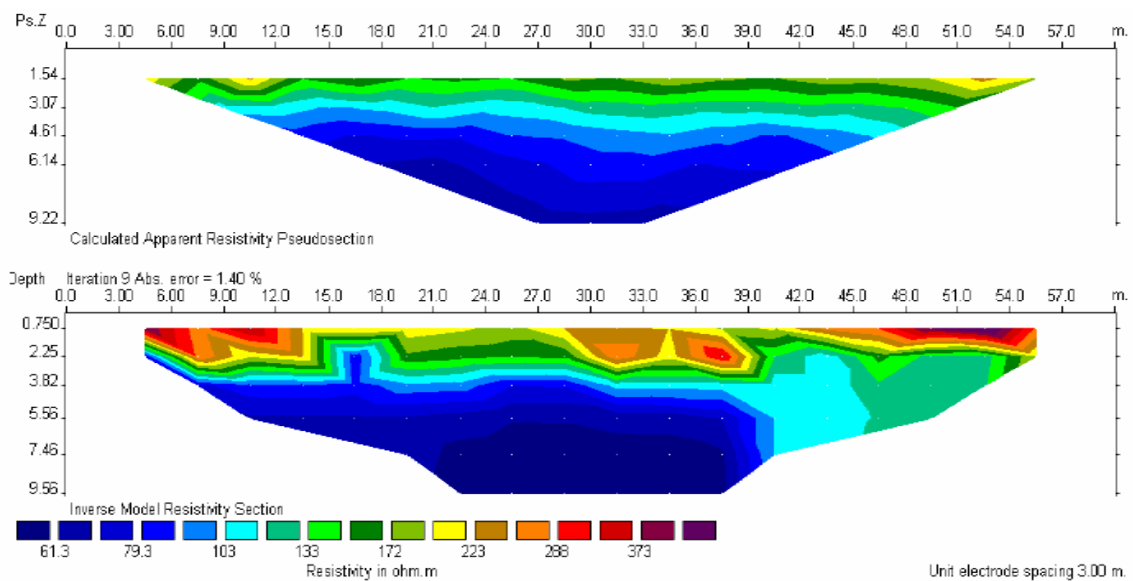 Ps.Z
0.0 3.00 6.00 9.00 12.0 15.0 18.0 21.0 24.0 27.0 30.0 33.0 36.0 39.0 42.0 45.0 48.0 51.0 54.0 57.0 m.
1.54
3.07
4.61
6.14
9.22
Calculated Apparent Resistivity Pseudosection
Depth Iteration 9 Abs. error = 1.40 %
0.0 3.00 6.00 9.00 12.0 15.0 18.0 21.0 24.0 27.0 30.0 33.0 36.0 39.0 42.0 45.0 48.0 51.0 54.0 57.0 m.
0.750
2.25
3.82
5.56
7.46
9.56
Inverse Model Resistivity Section
61.3 79.3 103 133 172 223 288 373
Resistivity in ohm.m Unit electrode spacing 3.00 m.